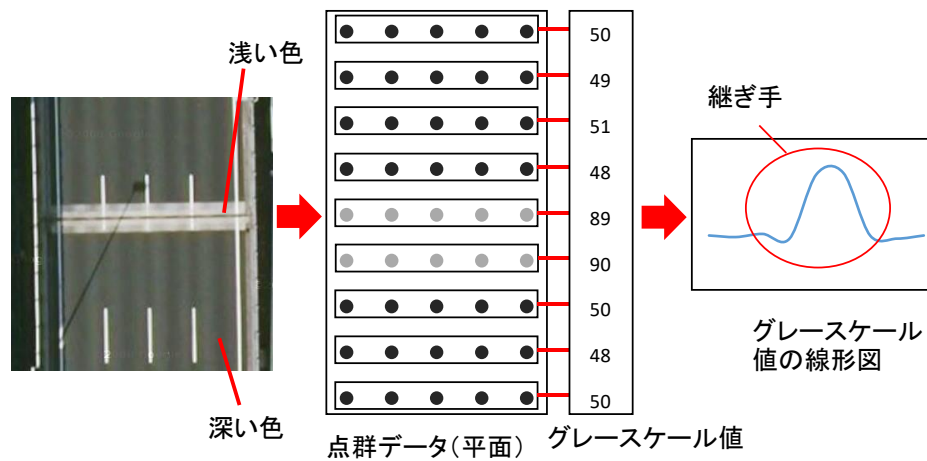 浅い色
深い色
点群データ(平面)
50
49
51
48
89
90
50
48
50
グレースケール値
継ぎ手
グレースケール
値の線形図